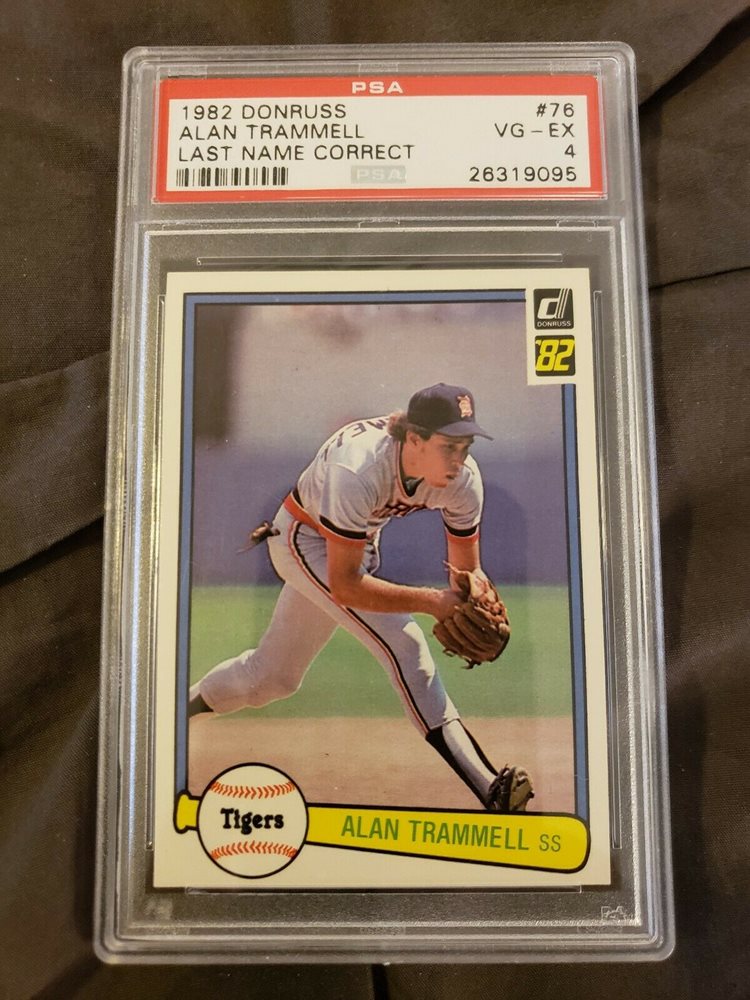 PSA
1982 DONRUSS #76
ALAN TRAMMELL VG-EX
LAST NAME CORRECT 4
PSA 26319095
DONRUSS
'82
Tigers
ALAN TRAMMELL SS